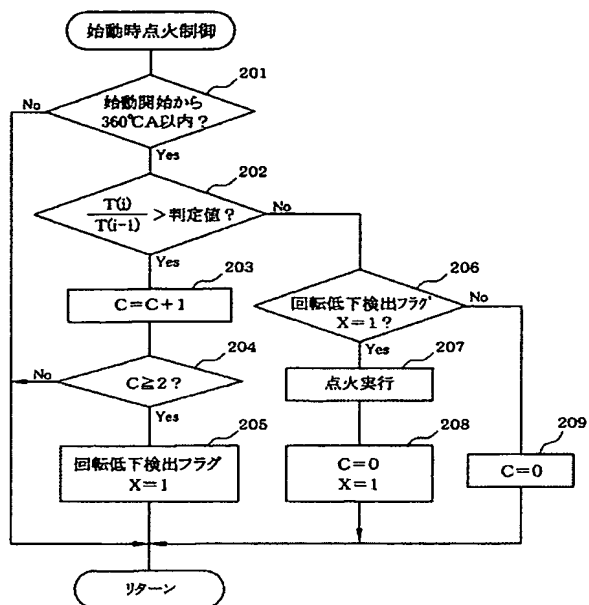 始動時点火制御
201
始動開始から
360℃A以内?
No
Yes
202
T(i)
T(i-1)
>判定値?
No
Yes
203
C=C+1
204
C≧2?
No
Yes
205
回転低下検出フラグ
X=1
206
回転低下検出フラグ
X=1?
No
Yes
207
点火実行
208
C=0
X=1
209
C=0
リターン